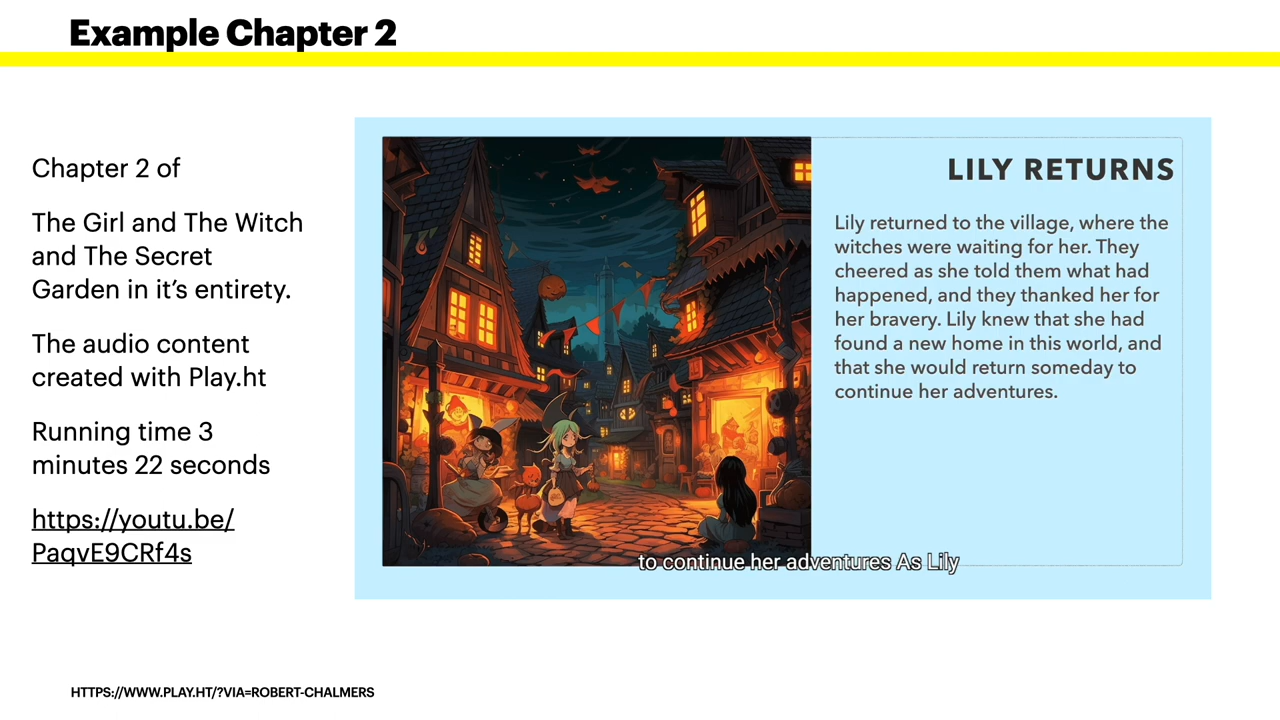 Example Chapter 2
Chapter 2 of
The Girl and The Witch
and The Secret
Garden in it’s entirety.
The audio content
created with Play.ht
Running time 3
minutes 22 seconds
https://youtu.be/
PaqvE9CRf4s
LILY RETURNS
Lily returned to the village, where the
witches were waiting for her. They
cheered as she told them what had
happened, and they thanked her for
her bravery. Lily knew that she had
found a new home in this world, and
that she would return someday to
continue her adventures.
to continue her adventures As Lily
HTTPS://WWW.PLAY.HT/?VIA=ROBERT-CHALMERS